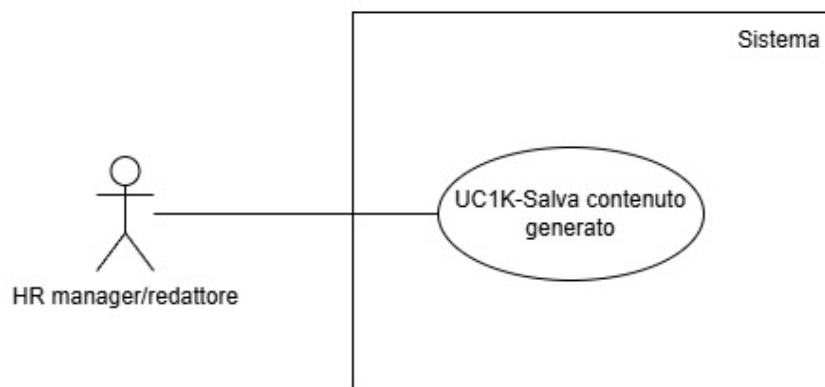 Sistema
UC1K-Salva contenuto
generato
HR manager/redattore